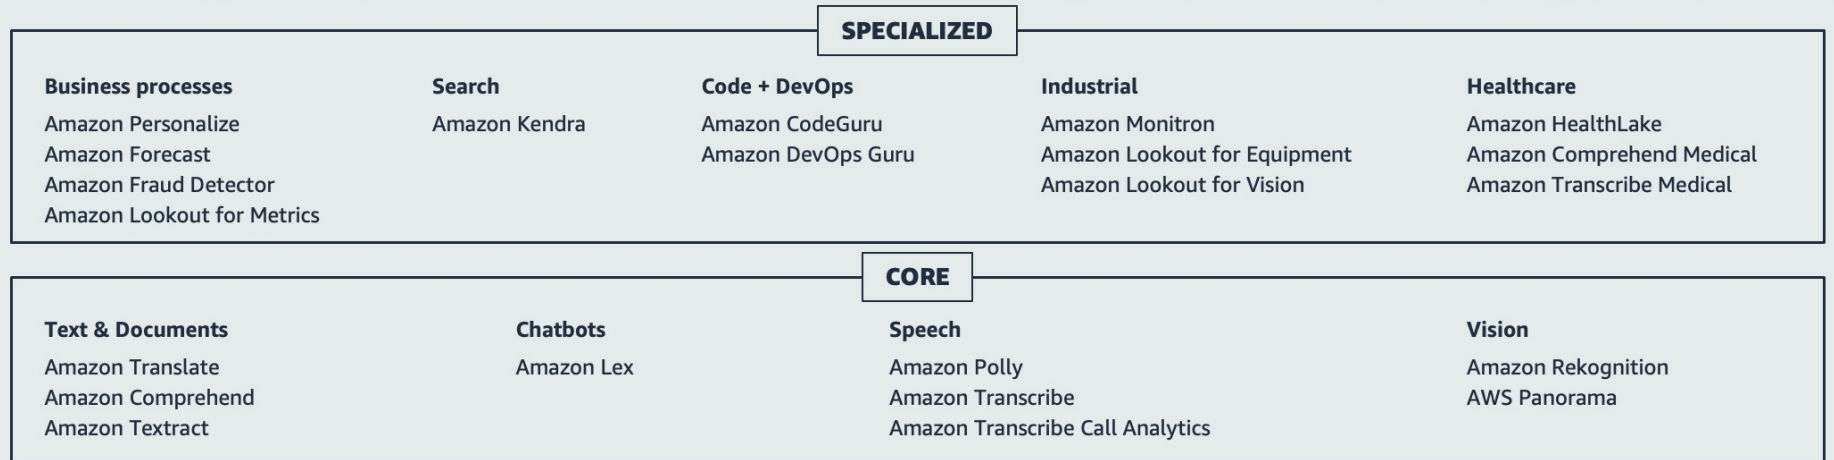 SPECIALIZED
Business processes
Amazon Personalize
Amazon Forecast
Amazon Fraud Detector
Amazon Lookout for Metrics
Search
Amazon Kendra
Code + DevOps
Amazon CodeGuru
Amazon DevOps Guru
Industrial
Amazon Monitron
Amazon Lookout for Equipment
Amazon Lookout for Vision
Healthcare
Amazon HealthLake
Amazon Comprehend Medical
Amazon Transcribe Medical
CORE
Text & Documents
Amazon Translate
Amazon Comprehend
Amazon Textract
Chatbots
Amazon Lex
Speech
Amazon Polly
Amazon Transcribe
Amazon Transcribe Call Analytics
Vision
Amazon Rekognition
AWS Panorama